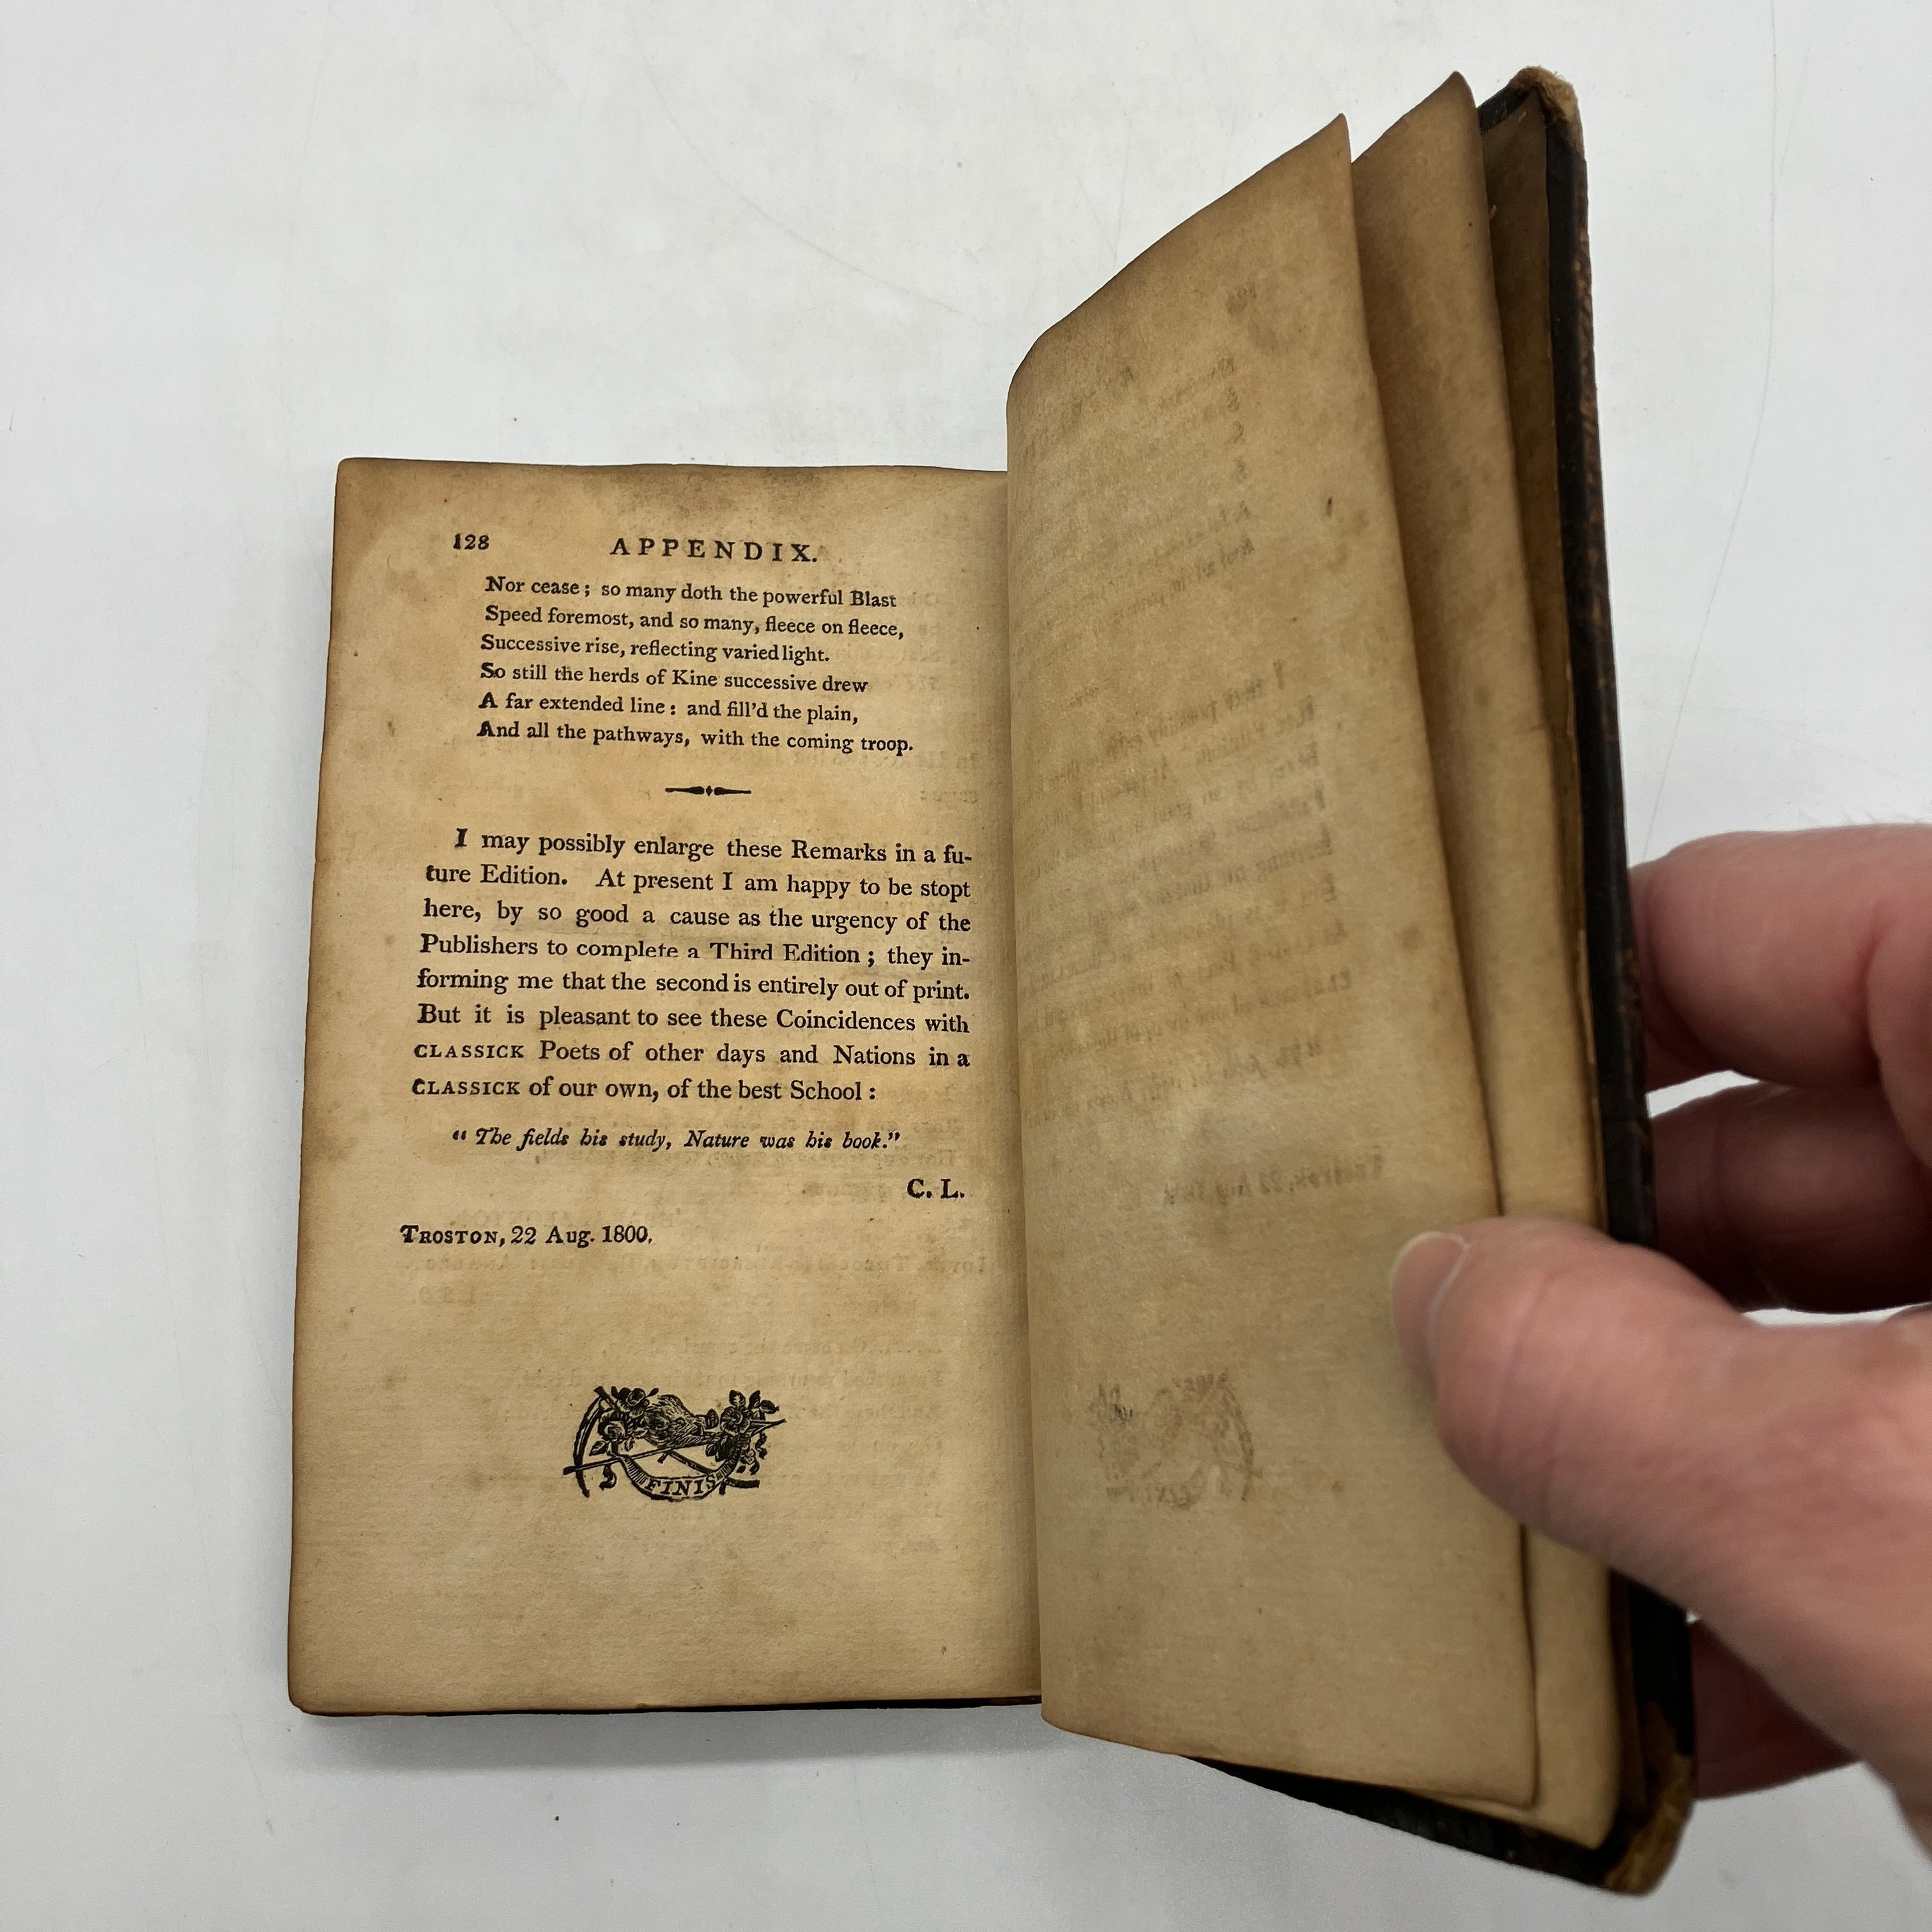 128 APPENDIX.
Nor cease; so many doth the powerful Blast
Speed foremost, and so many, fleece on fleece,
Successive rise, reflecting varied light.
So still the herds of Kine successive drew
A far extended line: and fill'd the plain,
And all the pathways, with the coming troop.
I may possibly enlarge these Remarks in a fu-
ture Edition. At present I am happy to be stopt
here, by so good a cause as the urgency of the
Publishers to complete a Third Edition; they in-
forming me that the second is entirely out of print.
But it is pleasant to see these Coincidences with
CLASSICK Poets of other days and Nations in a
CLASSICK of our own, of the best School:
"The fields his study, Nature was his book."
C. L.
TROSTON, 22 Aug. 1800.
FINIS